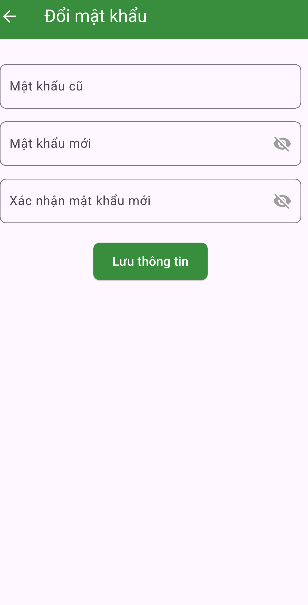 Đổi mật khẩu
Mật khẩu cũ
Mật khẩu mới
Xác nhận mật khẩu mới
Lưu thông tin